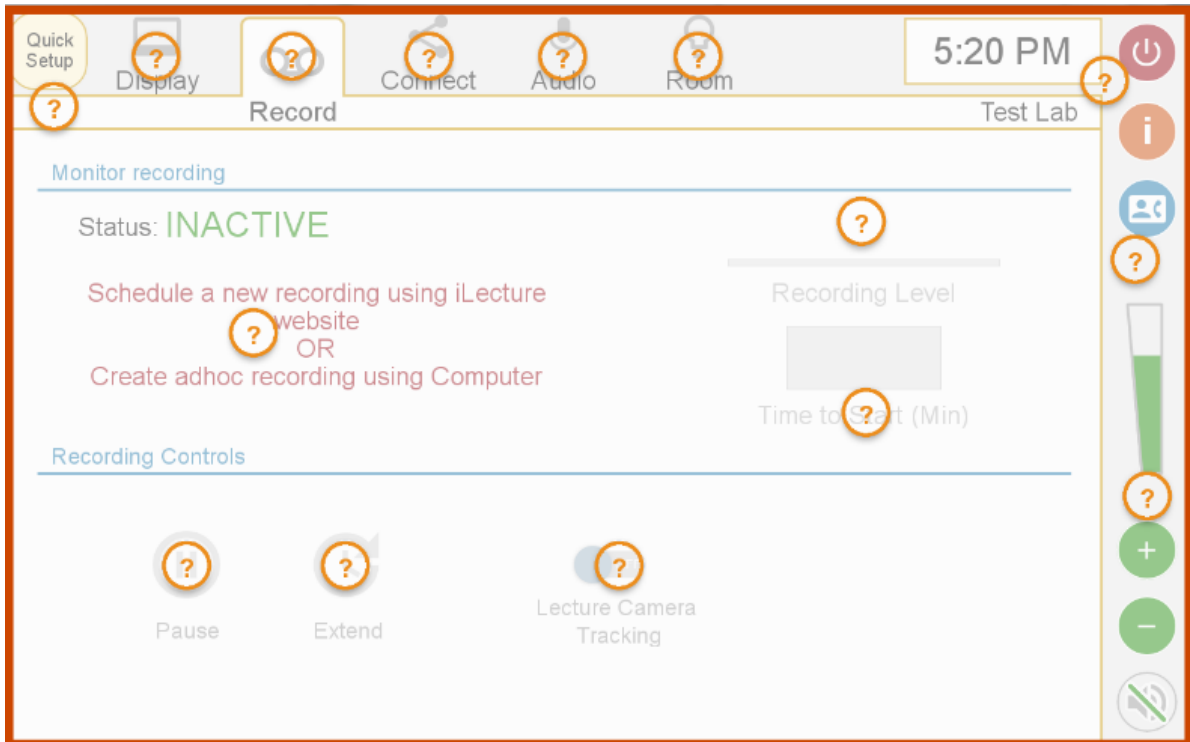 Quick
Setup
Display
Connect
Audio
Room
5:20 PM
?
?
?
?
?
?
?
Record
Test Lab
i
Monitor recording
Status: INACTIVE
?
?
Schedule a new recording using iLecture
website
?
OR
Create adhoc recording using Computer
Recording Level
Time to Start (Min)
?
Recording Controls
?
+
?
?
?
Pause
Extend
Lecture Camera
Tracking
−